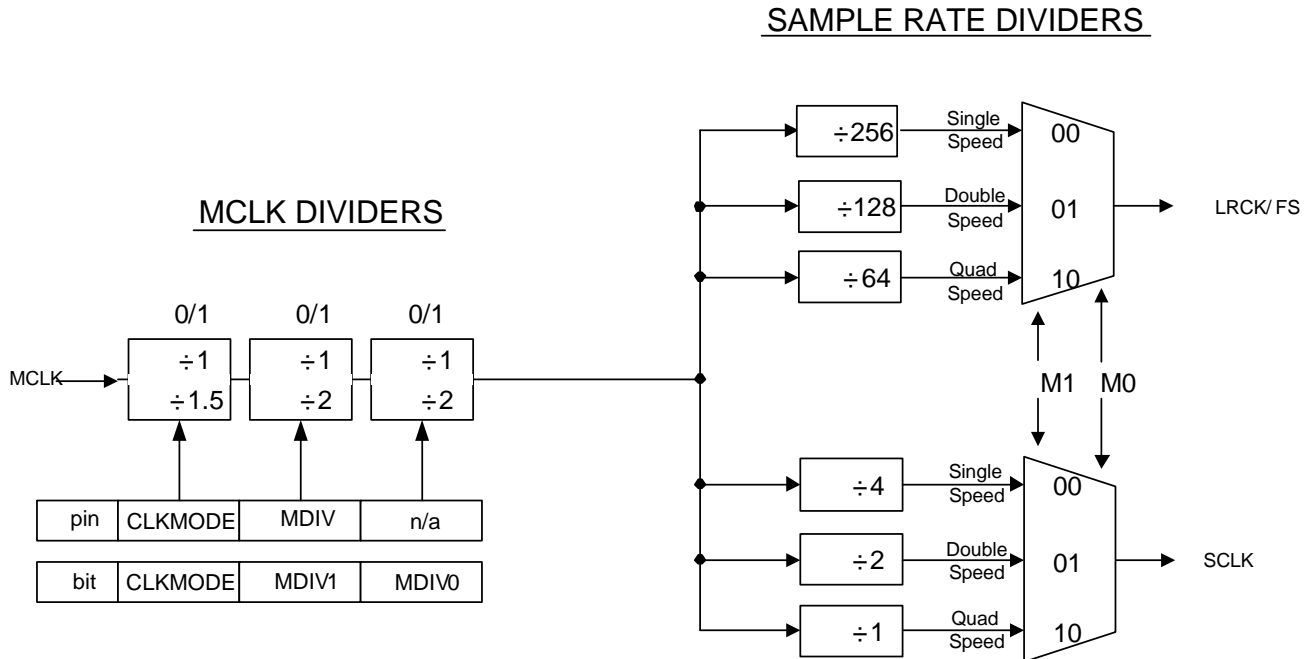 SAMPLE RATE DIVIDERS
÷256
Single
Speed
00
MCLK DIVIDERS
÷128
Double
Speed
01
LRCK/ FS
÷64
Quad
Speed
10
0/1
0/1
0/1
MCLK
÷1
÷1.5
÷1
÷2
÷1
÷2
M1
M0
pin
CLKMODE
MDIV
n/a
bit
CLKMODE
MDIV1
MDIV0
÷4
Single
Speed
00
÷2
Double
Speed
01
SCLK
÷1
Quad
Speed
10